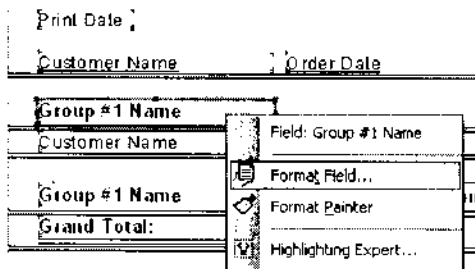 Print Date
Customer Name Order Date
Group #1 Name
Customer Name
Group #1 Name
Grand Total:
Field: Group #1 Name
Format Field...
Format Painter
Highlighting Expert...